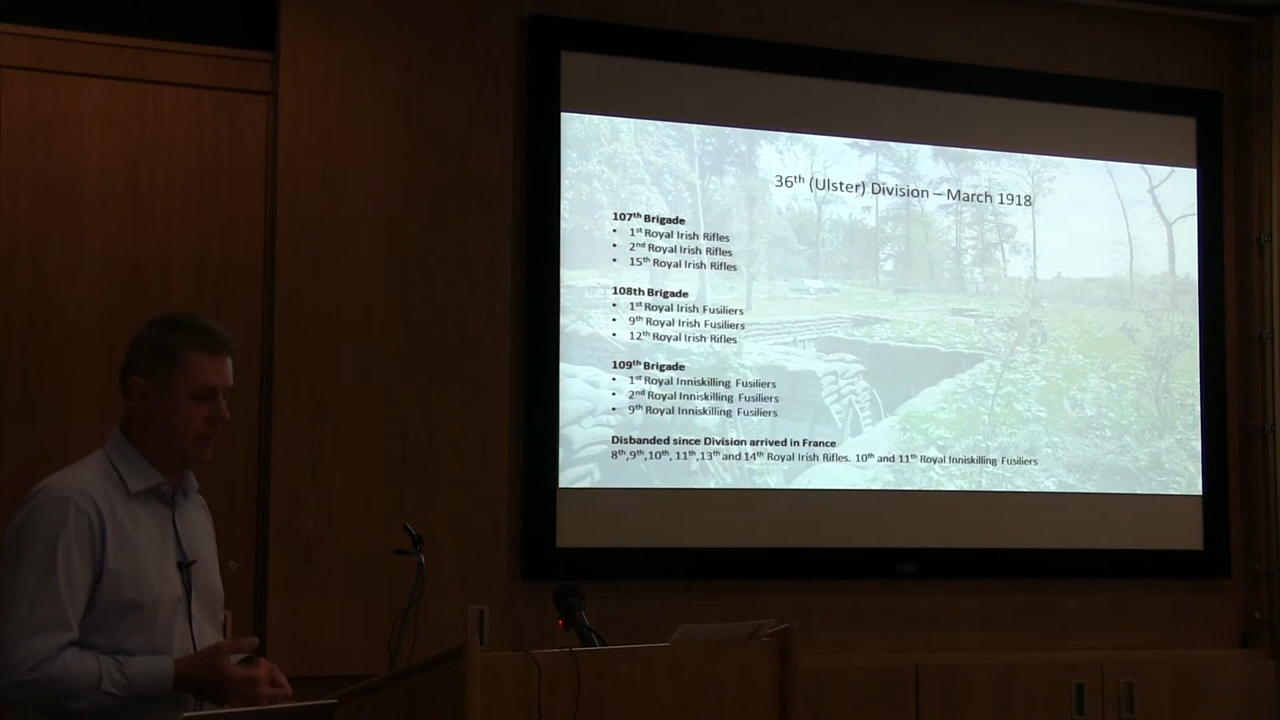 36th (Ulster) Division – March 1918
107th Brigade
• 1st Royal Irish Rifles
• 2nd Royal Irish Rifles
• 15th Royal Irish Rifles
108th Brigade
• 1st Royal Irish Fusiliers
• 9th Royal Irish Fusiliers
• 12th Royal Irish Rifles
109th Brigade
• 1st Royal Inniskilling Fusiliers
• 2nd Royal Inniskilling Fusiliers
• 9th Royal Inniskilling Fusiliers
Disbanded since Division arrived in France
8th,9th,10th, 11th,13th and 14th Royal Irish Rifles. 10th and 11th Royal Inniskilling Fusiliers